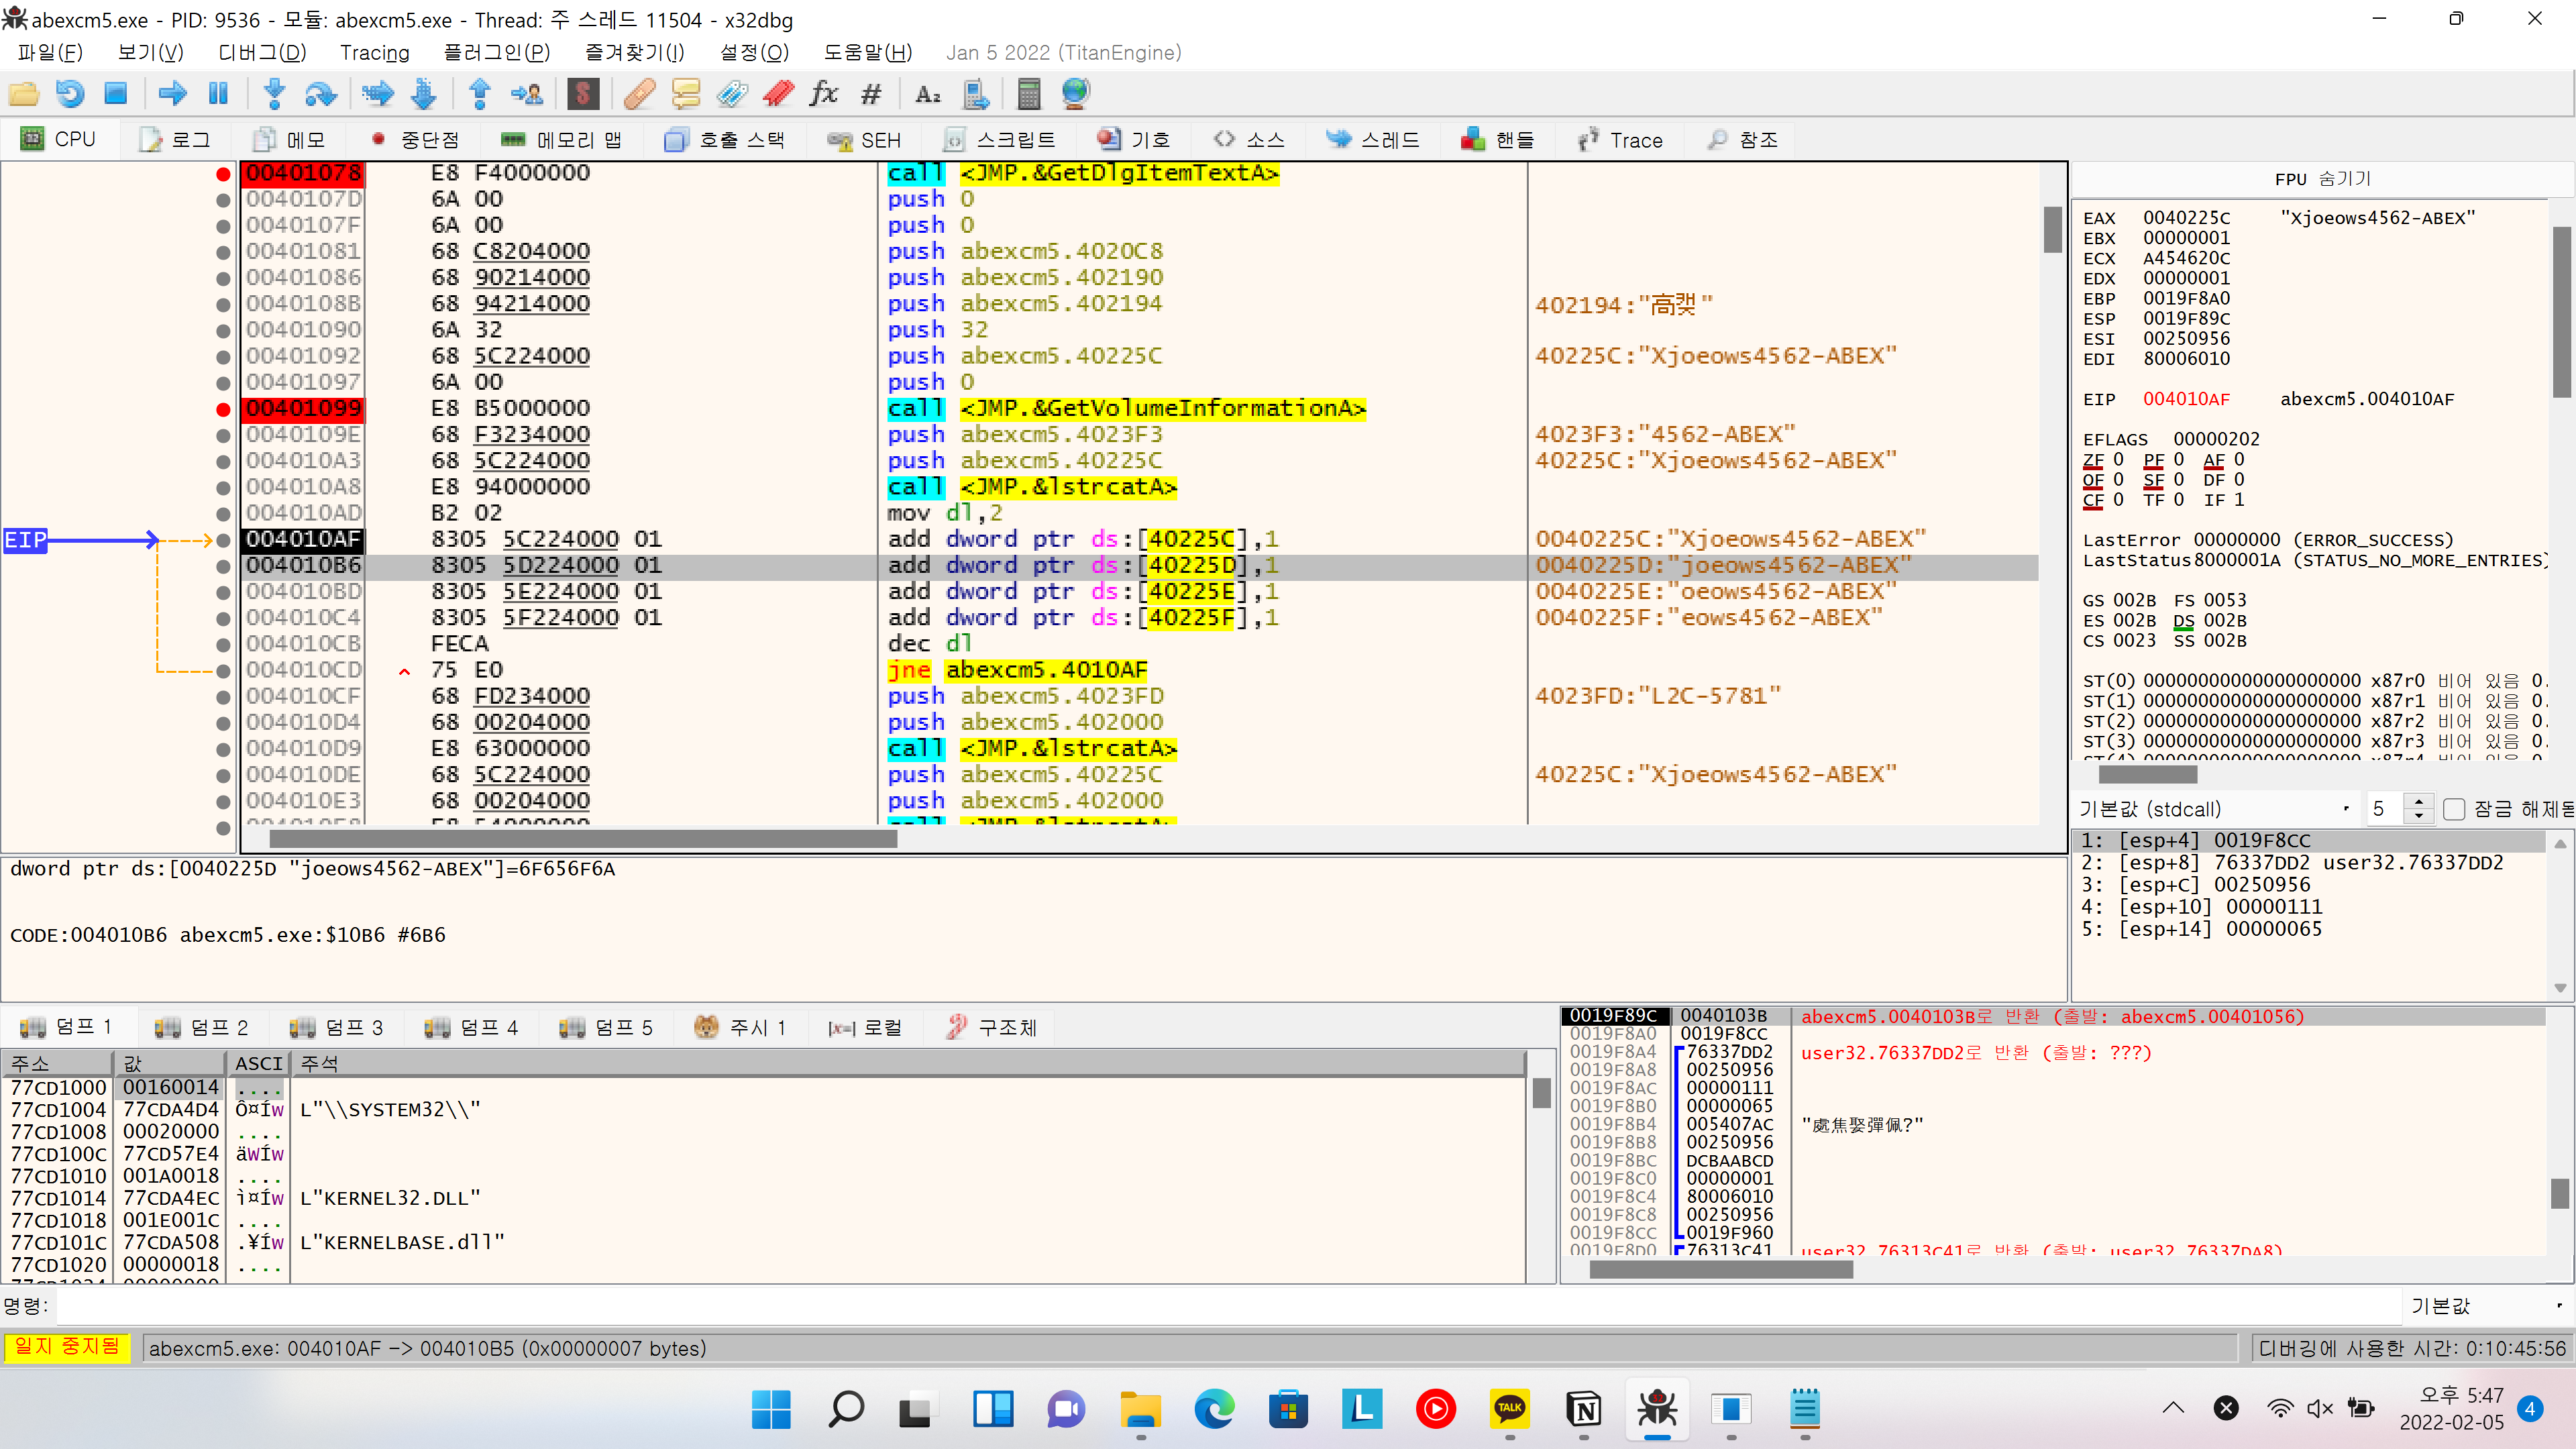 abexcm5.exe - PID: 9536 - 모듈: abexcm5.exe - Thread: 주 스레드 11504 - x32dbg
파일(F) 보기(V) 디버그(D) Tracing 플러그인(P) 즐겨찾기(I) 설정(O) 도움말(H) Jan 5 2022 (TitanEngine)
CPU 로그 메모 중단점 메모리 맵 호출 스택 SEH 스크립트 기호 소스 스레드 핸들 Trace 참조
00401078 E8 F4000000 call <JMP.&GetDlgItemTextA>
0040107D 6A 00 push 0
0040107F 6A 00 push 0
00401081 68 C8204000 push abexcm5.4020C8
00401086 68 90214000 push abexcm5.402190
0040108B 68 94214000 push abexcm5.402194
00401090 6A 32 push 32
00401092 68 5C224000 push abexcm5.40225C 40225C:"Xjoeows4562-ABEX"
00401097 6A 00 push 0
00401099 E8 B5000000 call <JMP.&GetVolumeInformationA>
0040109E 68 F3234000 push abexcm5.4023F3 4023F3:"4562-ABEX"
004010A3 68 5C224000 push abexcm5.40225C 40225C:"Xjoeows4562-ABEX"
004010A8 E8 94000000 call <JMP.&lstrcatA>
004010AD B2 02 mov dl,2
EIP 004010AF 8305 5C224000 01 add dword ptr ds:[40225C],1 0040225C:"Xjoeows4562-ABEX"
004010B6 8305 5D224000 01 add dword ptr ds:[40225D],1 0040225D:"joeows4562-ABEX"
004010BD 8305 5E224000 01 add dword ptr ds:[40225E],1 0040225E:"oeows4562-ABEX"
004010C4 8305 5F224000 01 add dword ptr ds:[40225F],1 0040225F:"eows4562-ABEX"
004010CB FECA dec dl
004010CD 75 E0 jne abexcm5.4010AF
004010CF 68 FD234000 push abexcm5.4023FD 4023FD:"L2C-5781"
004010D4 68 00204000 push abexcm5.402000
004010D9 E8 63000000 call <JMP.&lstrcatA>
004010DE 68 5C224000 push abexcm5.40225C 40225C:"Xjoeows4562-ABEX"
004010E3 68 00204000 push abexcm5.402000
FPU 숨기기
EAX 0040225C "Xjoeows4562-ABEX"
EBX 00000001
ECX A454620C
EDX 00000001
EBP 0019F8A0
ESP 0019F89C
ESI 00250956
EDI 80006010
EIP 004010AF abexcm5.004010AF
EFLAGS 00000202
ZF 0 PF 0 AF 0
OF 0 SF 0 DF 0
CF 0 TF 0 IF 1
LastError 00000000 (ERROR_SUCCESS)
LastStatus 8000001A (STATUS_NO_MORE_ENTRIES)
GS 002B FS 0053
ES 002B DS 002B
CS 0023 SS 002B
ST(0) 00000000000000000000 x87r0 비어 있음 0.
ST(1) 00000000000000000000 x87r1 비어 있음 0.
ST(2) 00000000000000000000 x87r2 비어 있음 0.
ST(3) 00000000000000000000 x87r3 비어 있음 0.
기본값 (stdcall) 5 잠금 해제됨
1: [esp+4] 0019F8CC
2: [esp+8] 76337DD2 user32.76337DD2
3: [esp+C] 00250956
4: [esp+10] 00000111
5: [esp+14] 00000065
dword ptr ds:[0040225D "joeows4562-ABEX"]=6F656F6A
CODE:004010B6 abexcm5.exe:$10B6 #6B6
덤프 1 덤프 2 덤프 3 덤프 4 덤프 5 주시 1 [x=] 로컬 구조체
주소 값 ASCI 주석
77CD1000 00160014 ....
77CD1004 77CDA4D4 Ô¤Íw L"\\SYSTEM32\\"
77CD1008 00020000 ....
77CD100C 77CD57E4 äWÍw
77CD1010 001A0018 ....
77CD1014 77CDA4EC ì¤Íw L"KERNEL32.DLL"
77CD1018 001E001C ....
77CD101C 77CDA508 .¥Íw L"KERNELBASE.dll"
77CD1020 00000018 ....
0019F89C 0040103B abexcm5.0040103B로 반환 (출발: abexcm5.00401056)
0019F8A0 0019F8CC
0019F8A4 76337DD2 user32.76337DD2로 반환 (출발: ???)
0019F8A8 00250956
0019F8AC 00000111
0019F8B0 00000065
0019F8B4 005407AC "處焦娶彈佩?"
0019F8B8 00250956
0019F8BC DCBAABCD
0019F8C0 00000001
0019F8C4 80006010
0019F8C8 00250956
0019F8CC 0019F960
0019F8D0 76313C41 user32.76313C41로 반환 (출발: user32.76337DA8)
명령: 기본값
일지 중지됨 abexcm5.exe: 004010AF -> 004010B5 (0x00000007 bytes) 디버깅에 사용한 시간: 0:10:45:56
TALK
오후 5:47
2022-02-05 4